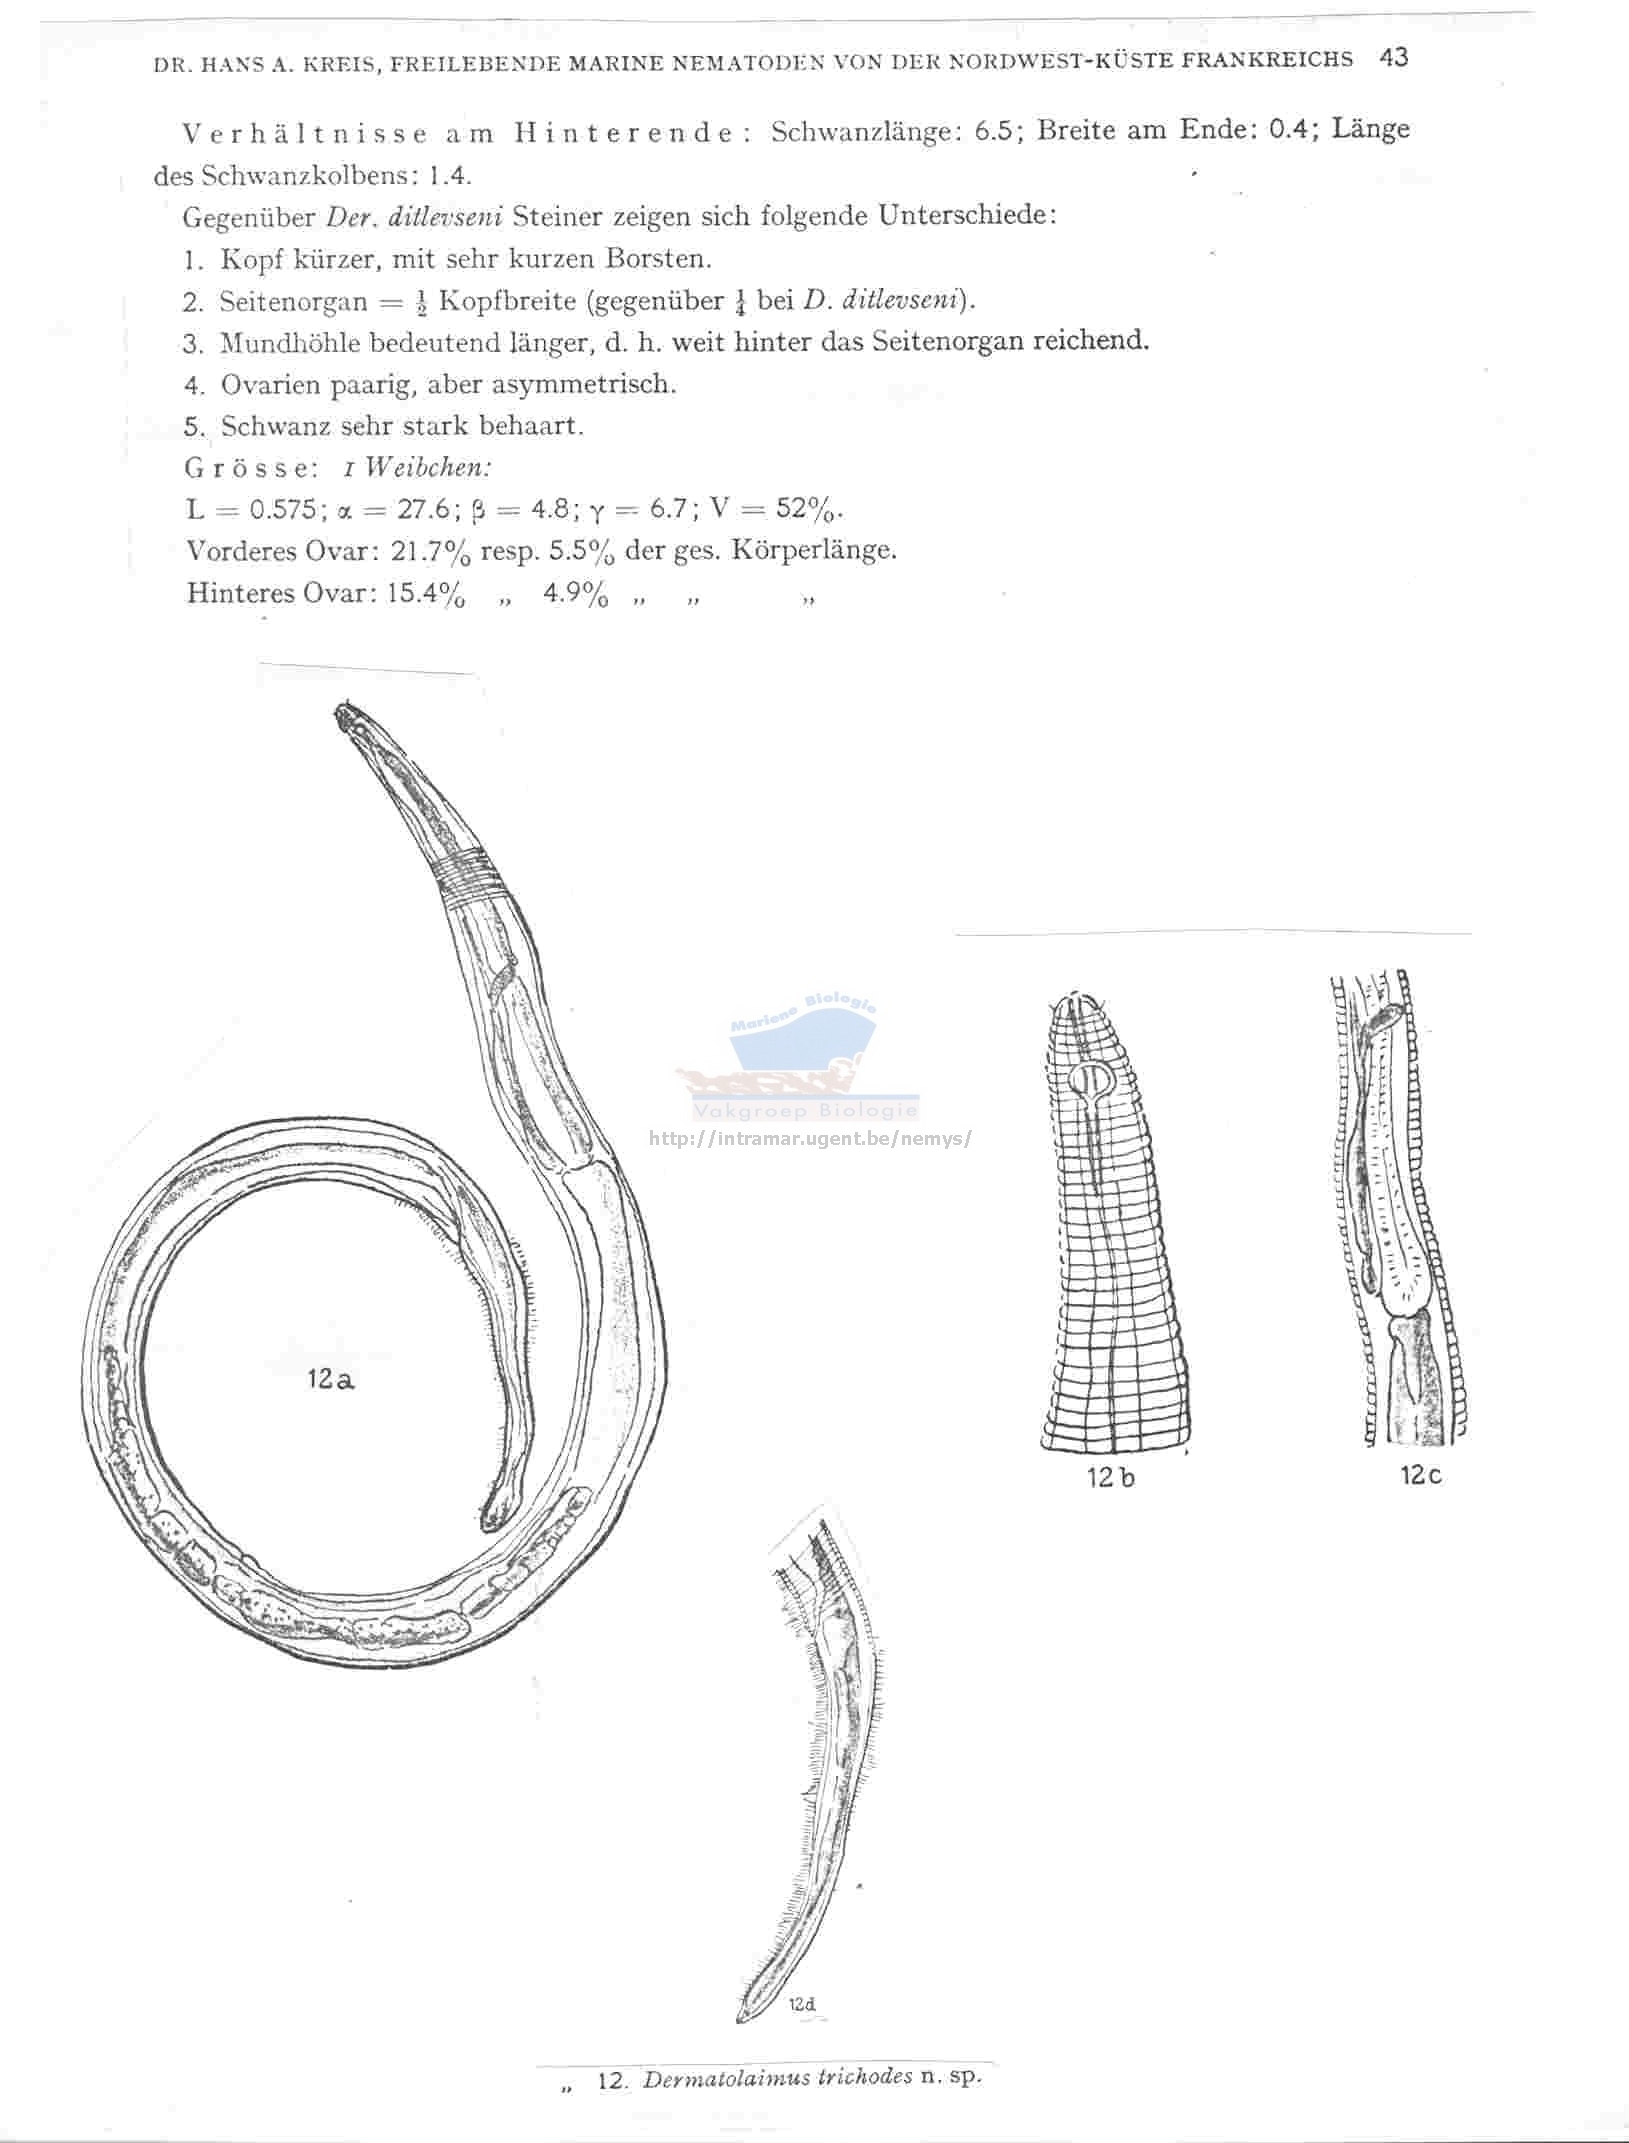 DR. HANS A. KREIS, FREILEBENDE MARINE NEMATODEN VON DER NORDWEST-KÜSTE FRANKREICHS 43
Verhältnisse am Hinterende: Schwanzlänge: 6.5; Breite am Ende: 0.4; Länge
des Schwanzkolbens: 1.4.
Gegenüber Der. ditlevseni Steiner zeigen sich folgende Unterschiede:
1. Kopf kürzer, mit sehr kurzen Borsten.
2. Seitenorgan = ½ Kopfbreite (gegenüber ¼ bei D. ditlevseni).
3. Mundhöhle bedeutend länger, d. h. weit hinter das Seitenorgan reichend.
4. Ovarien paarig, aber asymmetrisch.
5. Schwanz sehr stark behaart.
Grösse: 1 Weibchen:
L = 0.575; α = 27.6; β = 4.8; γ = 6.7; V = 52%.
Vorderes Ovar: 21.7% resp. 5.5% der ges. Körperlänge.
Hinteres Ovar: 15.4% „ 4.9% „ „ „
Mariene Biologie
Vakgroep Biologie
http://intramar.ugent.be/nemys/
12a
12b
12c
12d
„ 12. Dermatolaimus trichodes n. sp.